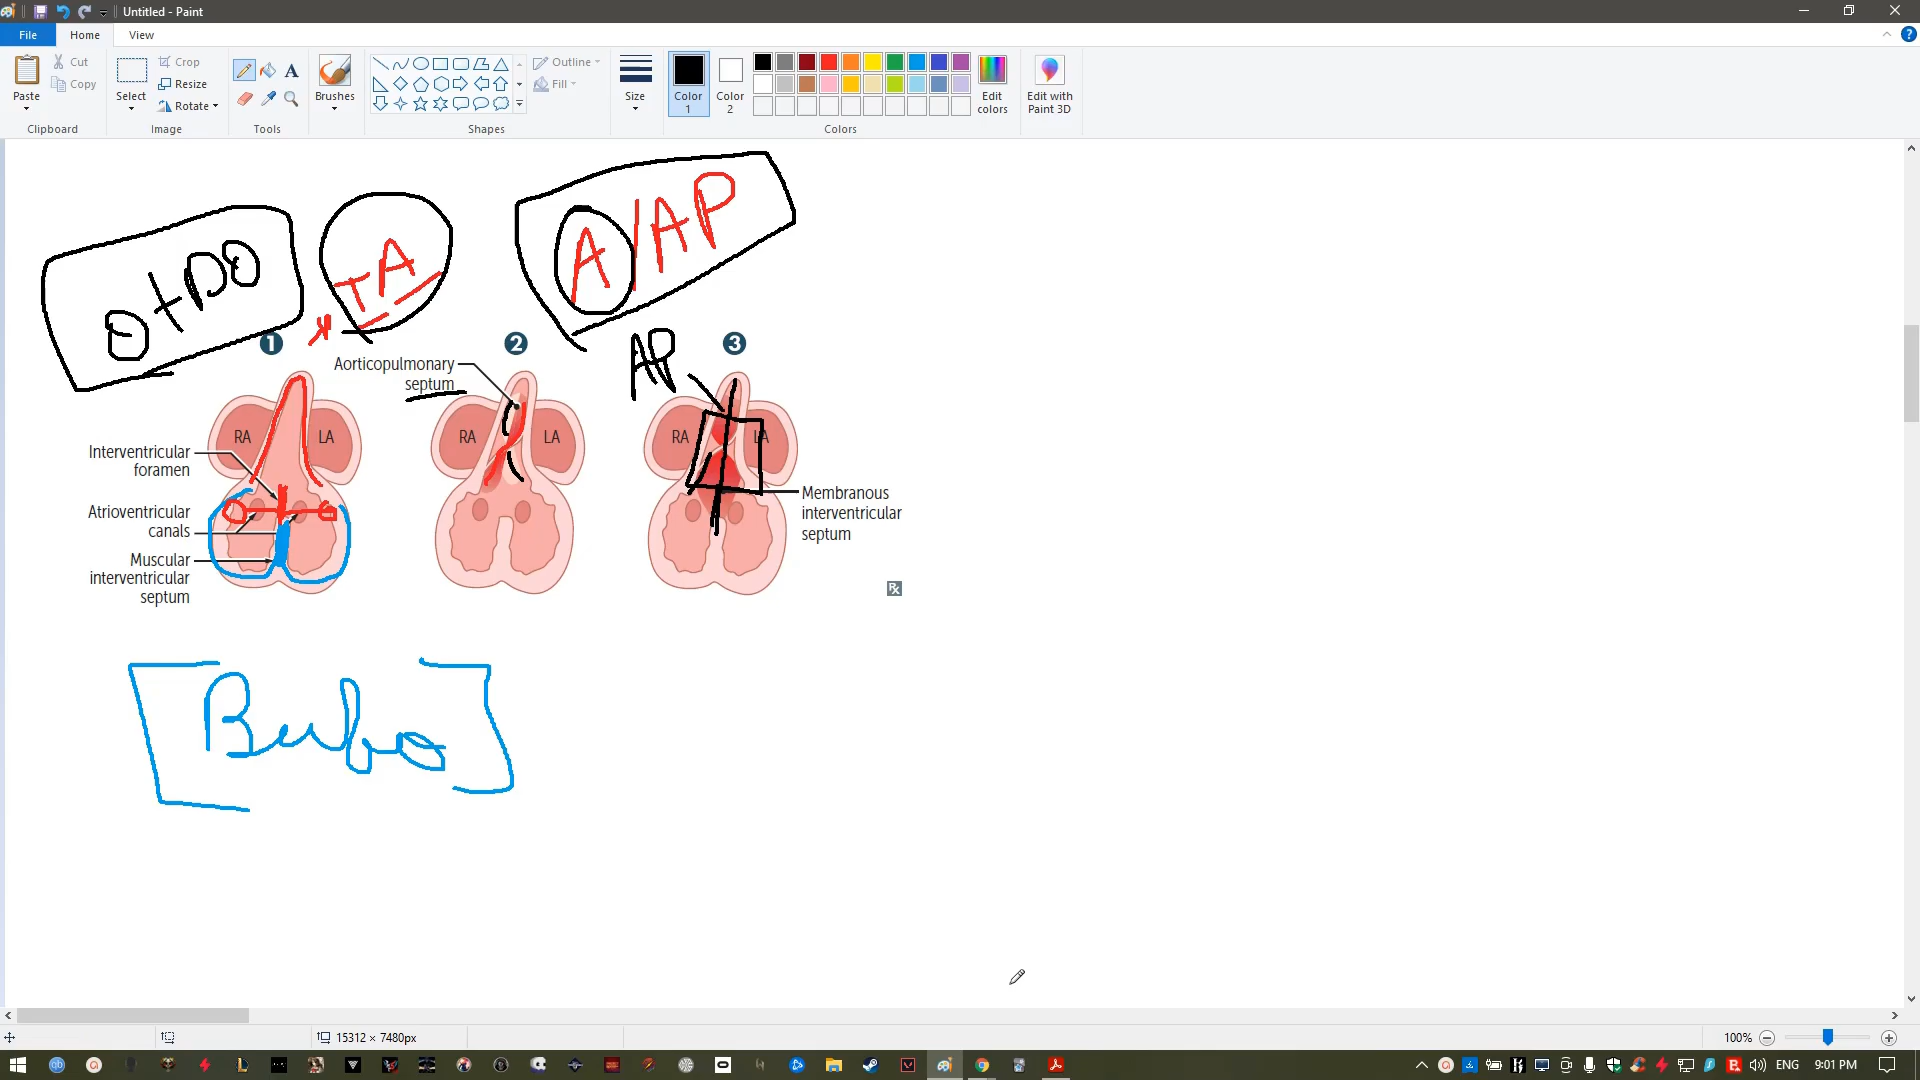 Untitled - Paint
File
Home
View
Paste
Cut
Copy
Clipboard
Select
Crop
Resize
Rotate
Image
A
Tools
Brushes
Shapes
Outline
Fill
Size
Color 1
Color 2
Edit colors
Edit with Paint 3D
Colors
TA
A/AP
AP
1
2
3
Aorticopulmonary
septum
RA
LA
RA
LA
RA
LA
Interventricular
foramen
Atrioventricular
canals
Muscular
interventricular
septum
Membranous
interventricular
septum
Rx
15312 × 7480px
100%
ENG
9:01 PM